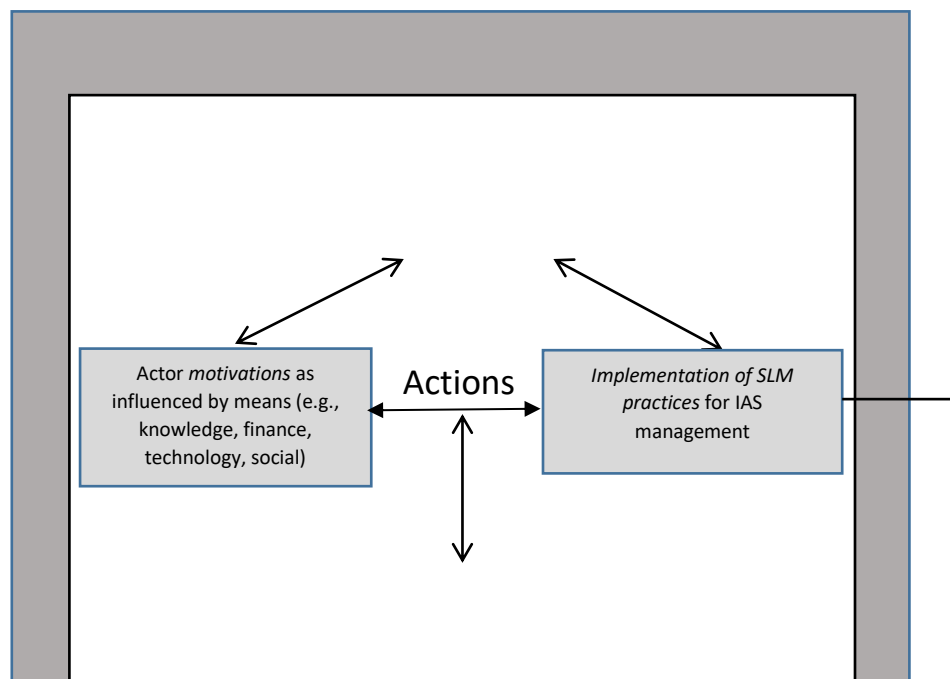 Actor motivations as
influenced by means (e.g.,
knowledge, finance,
technology, social)
Actions
Implementation of SLM
practices for IAS
management